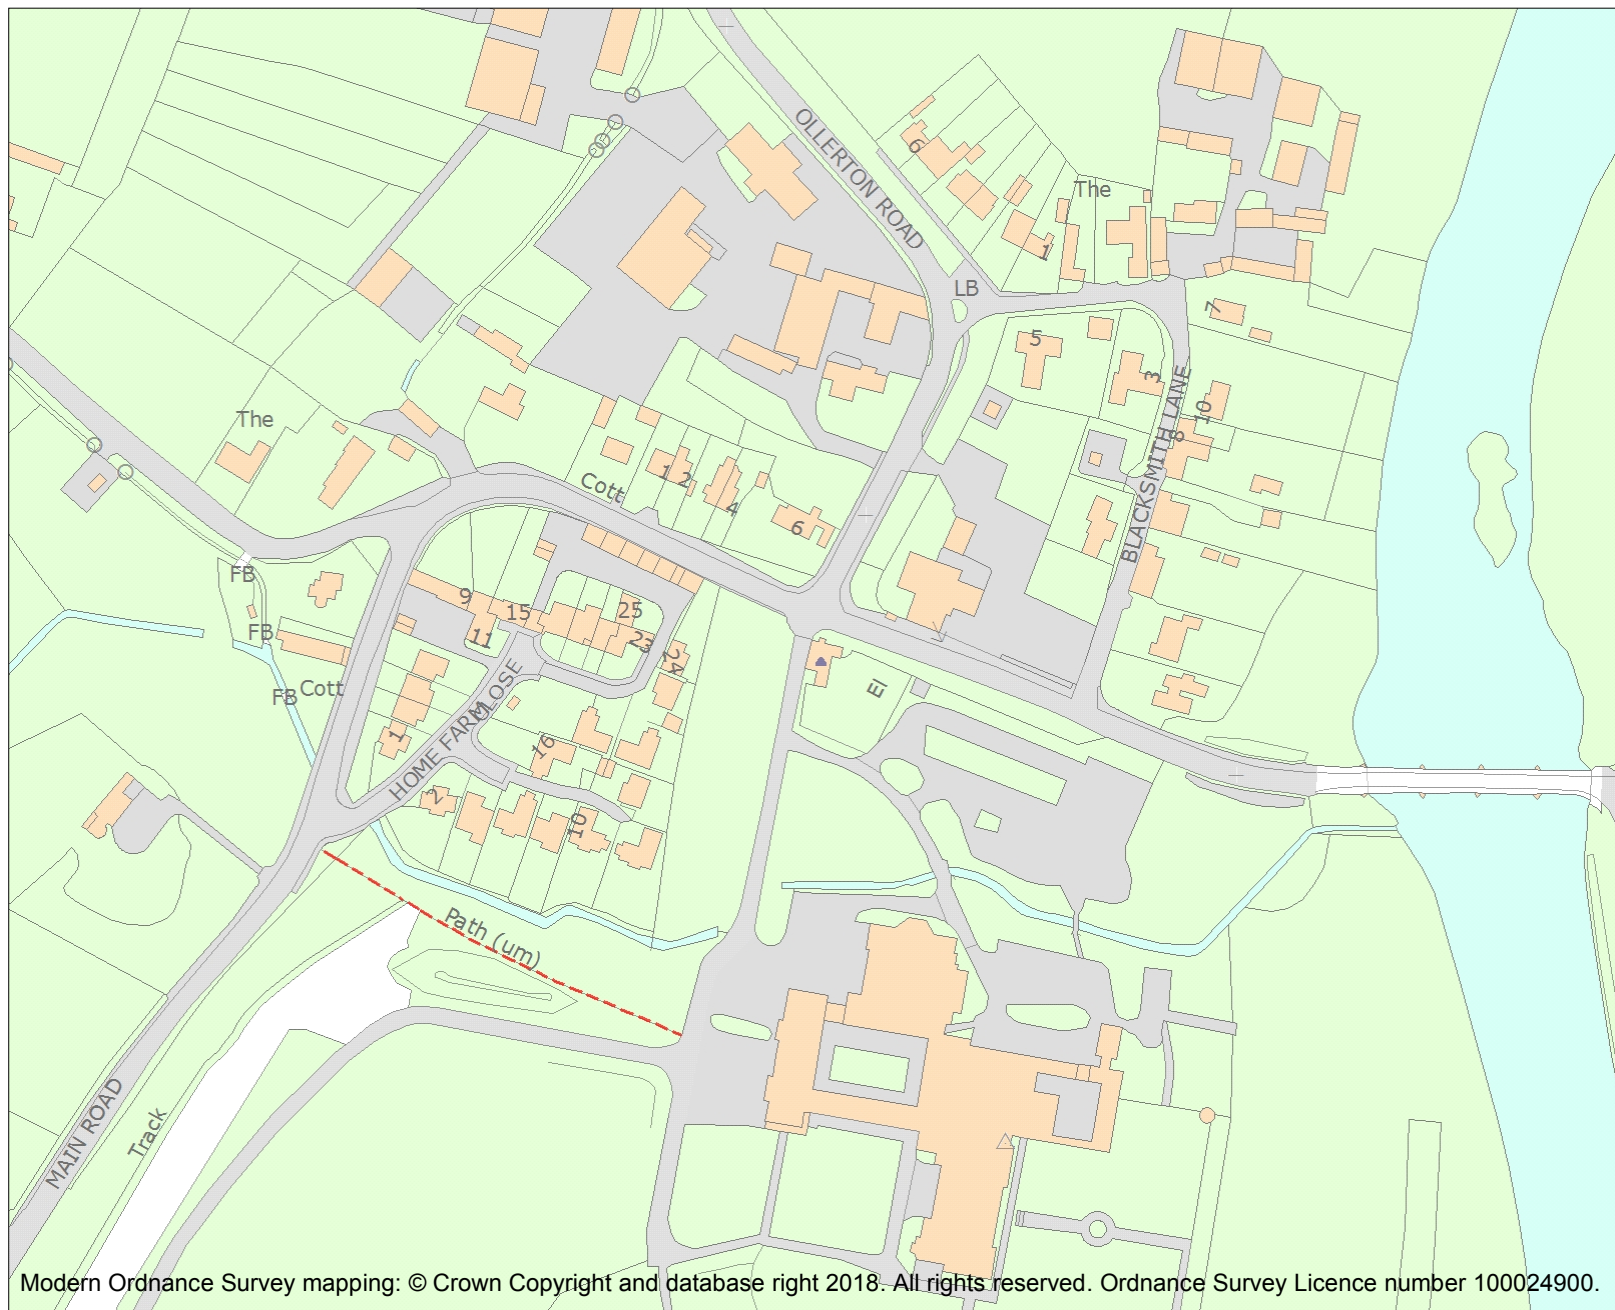 OLLERTON ROAD
6
The
1
LB
7
5
3
10
8
BLACKSMITH LANE
The
Cott
1 2
4
6
FB
9
15
25
11
23
24
FB
El
FB
Cott
CLOSE
HOME FARM
1
16
2
10
Path (um)
MAIN ROAD
Track
Modern Ordnance Survey mapping: © Crown Copyright and database right 2018. All rights reserved. Ordnance Survey Licence number 100024900.